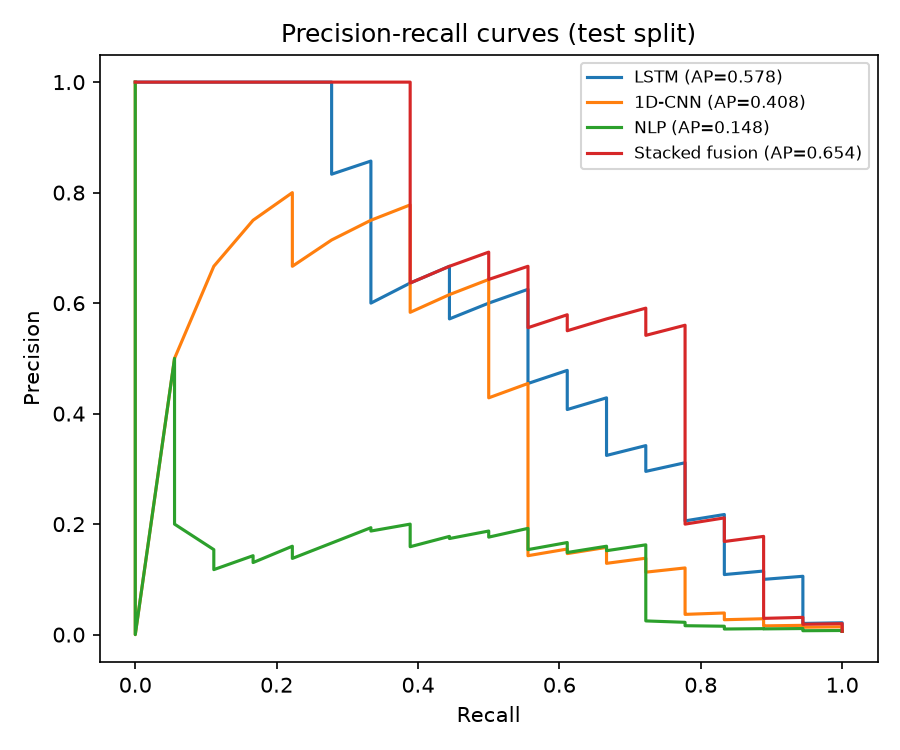 Precision-recall curves (test split)
LSTM (AP=0.578)
1D-CNN (AP=0.408)
NLP (AP=0.148)
Stacked fusion (AP=0.654)
Precision
1.0
0.8
0.6
0.4
0.2
0.0
0.0 0.2 0.4 0.6 0.8 1.0
Recall